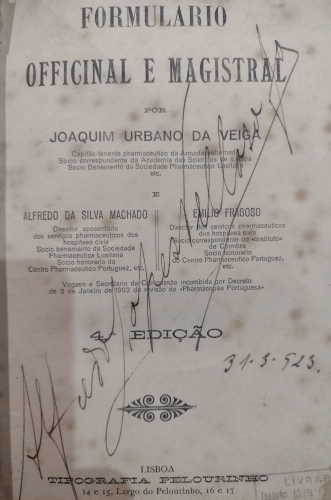 FORMULARIO
OFFICINAL E MAGISTRAL
POR
JOAQUIM URBANO DA VEIGA
Capitão-tenente pharmaceutico da Armada reformado
Socio correspondente da Academia das Sciencias de Lisboa
Socio Benemerito da Sociedade Pharmaceutica Lusitana
etc.
E
ALFREDO DA SILVA MACHADO
Director aposentado
dos serviços pharmaceuticos dos
hospitaes civis
Socio benemerito da Sociedade
Pharmaceutica Lusitana
Socio honorario do
Centro Pharmaceutico Portuguez, etc.
EMILIO FRAGOSO
Director dos serviços pharmaceuticos
dos hospitaes civis
Socio correspondente do «Instituto»
de Coimbra
Socio honorario
do Centro Pharmaceutico Portuguez,
etc.
Vogaes e Secretario da Commissão incumbida por Decreto
de 3 de Janeiro de 1903 da revisão da «Pharmacopêa Portugueza»
4.ª EDIÇÃO
31-3-923.
LISBOA
TIPOGRAFIA PELOURINHO
14 e 15, Largo do Pelourinho, 16 e 17
LIVRAR